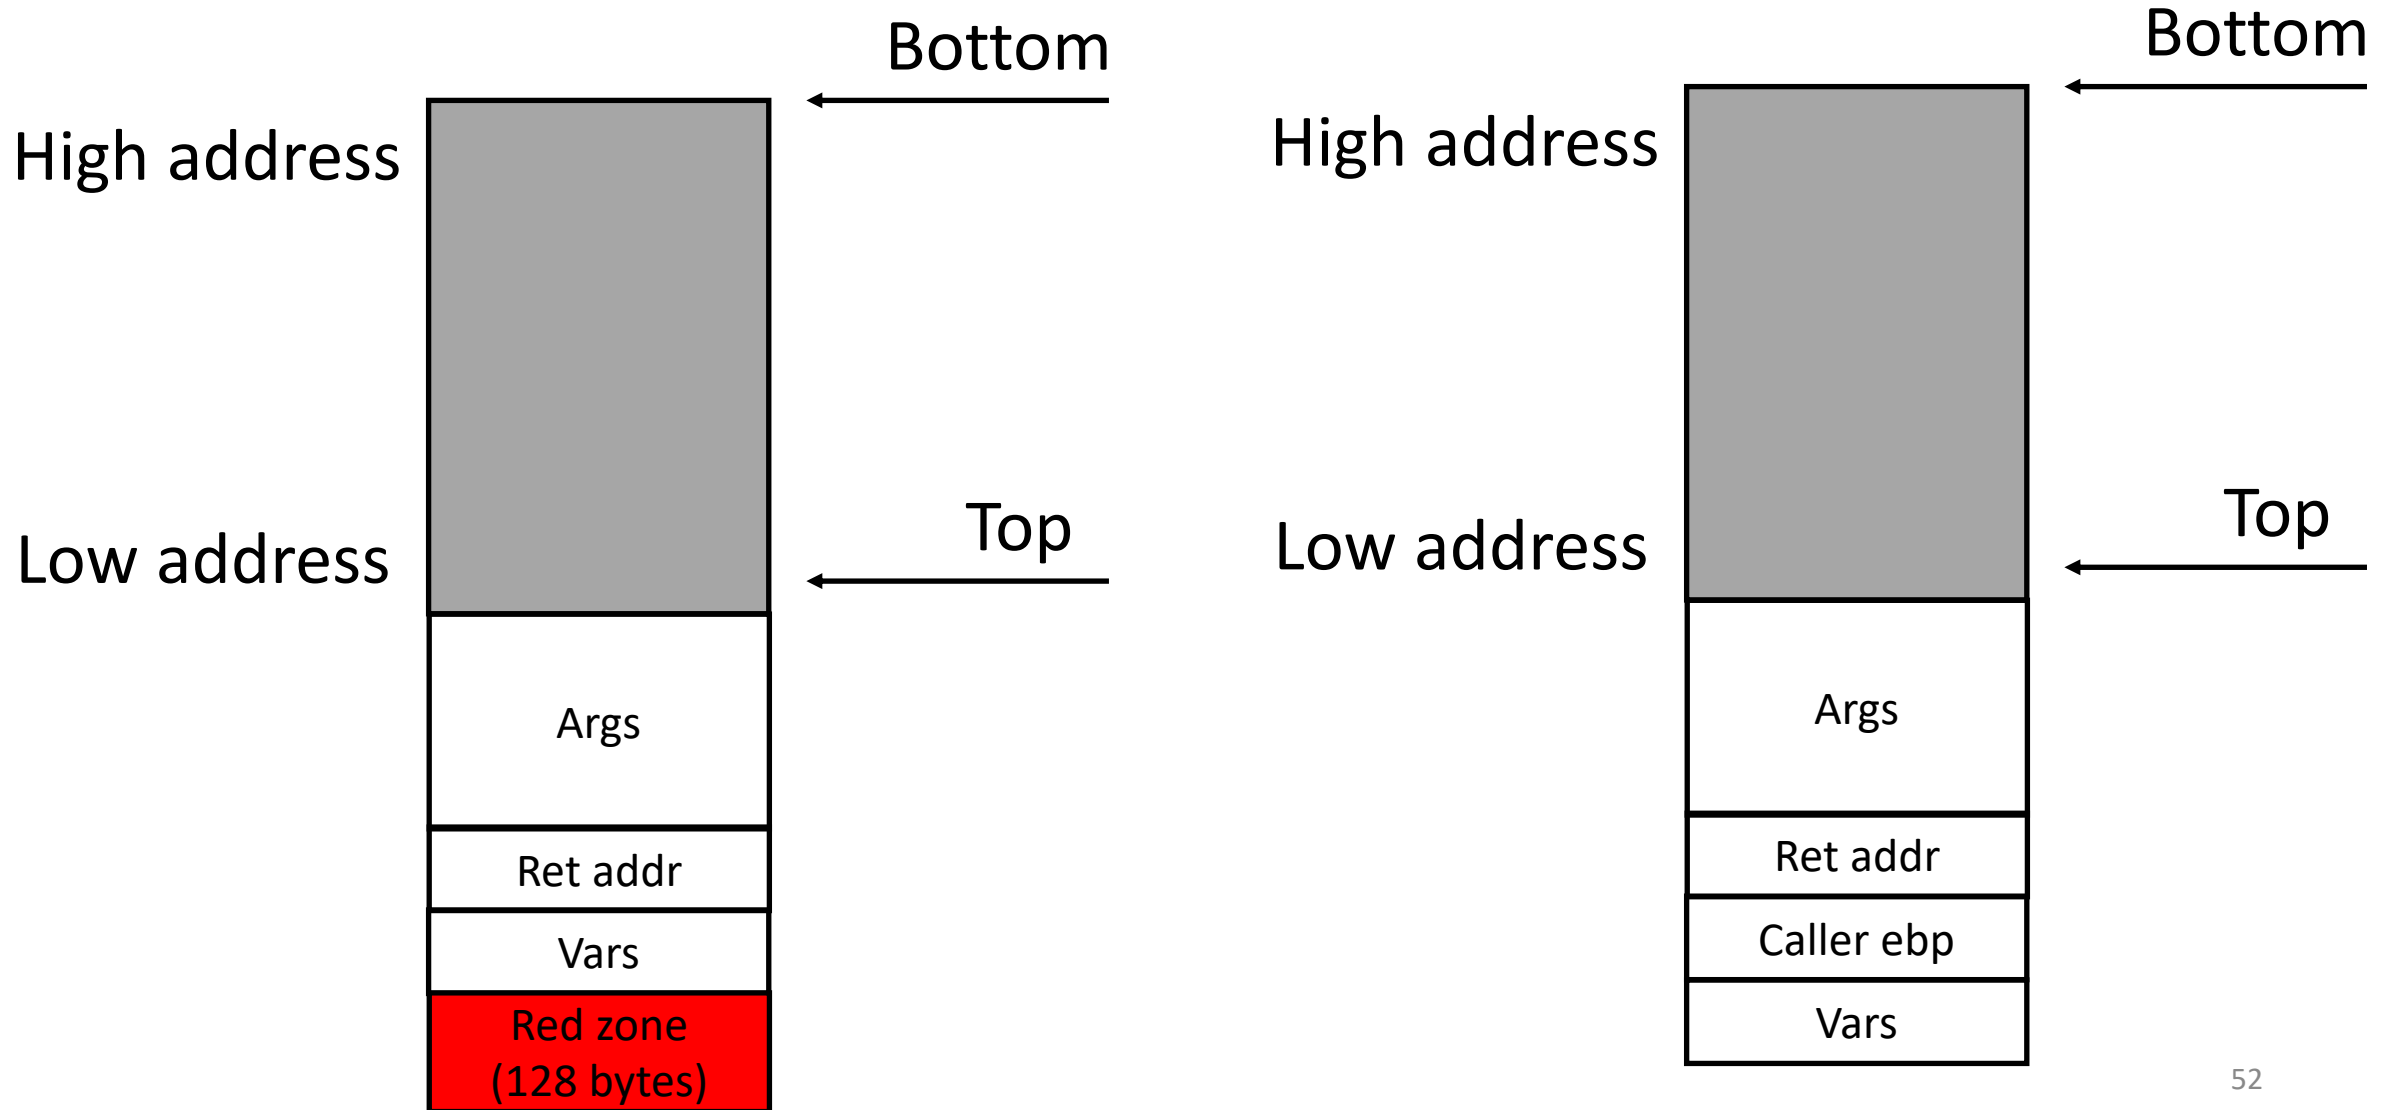 Bottom
High address
Top
Low address
Args
Ret addr
Vars
Red zone
(128 bytes)
Bottom
High address
Top
Low address
Args
Ret addr
Caller ebp
Vars
52